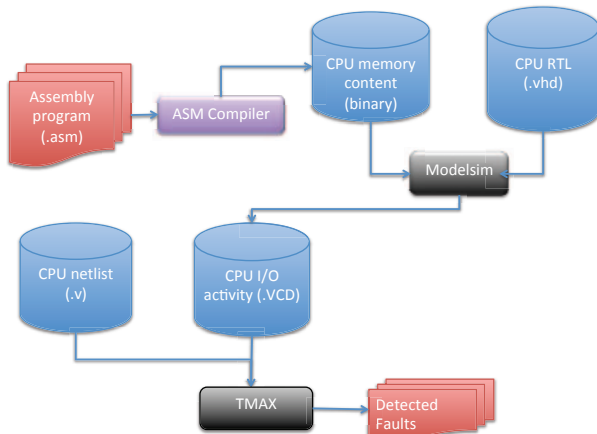 Assembly
program
(.asm)
ASM Compiler
CPU memory
content
(binary)
CPU RTL
(.vhd)
Modelsim
CPU netlist
(.v)
CPU I/O
activity (.VCD)
TMAX
Detected
Faults